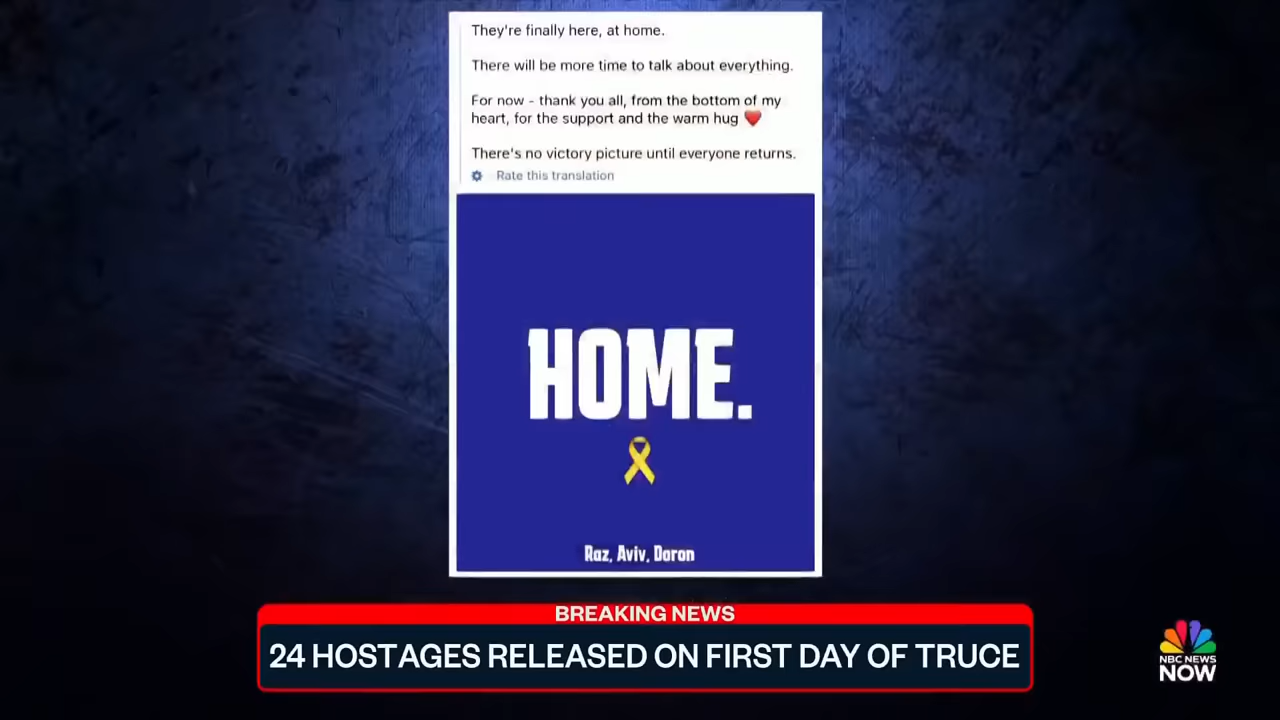 They're finally here, at home.
There will be more time to talk about everything.
For now - thank you all, from the bottom of my
heart, for the support and the warm hug ❤️
There's no victory picture until everyone returns.
Rate this translation
HOME.
Raz, Aviv, Doron
BREAKING NEWS
24 HOSTAGES RELEASED ON FIRST DAY OF TRUCE
NBC NEWS
NOW